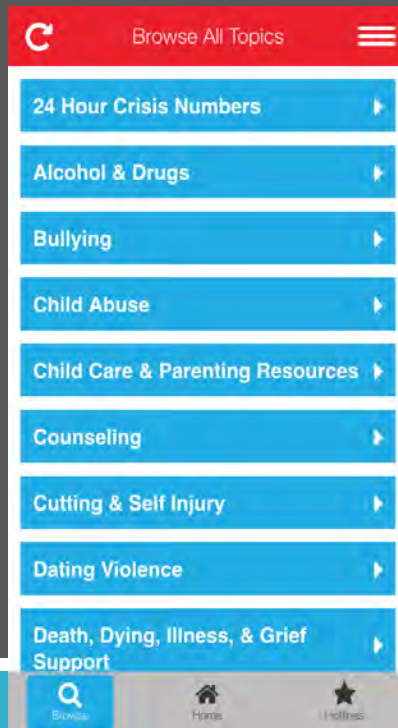 Browse All Topics
24 Hour Crisis Numbers
Alcohol & Drugs
Bullying
Child Abuse
Child Care & Parenting Resources
Counseling
Cutting & Self Injury
Dating Violence
Death, Dying, Illness, & Grief
Support
Browse
Home
Hotlines